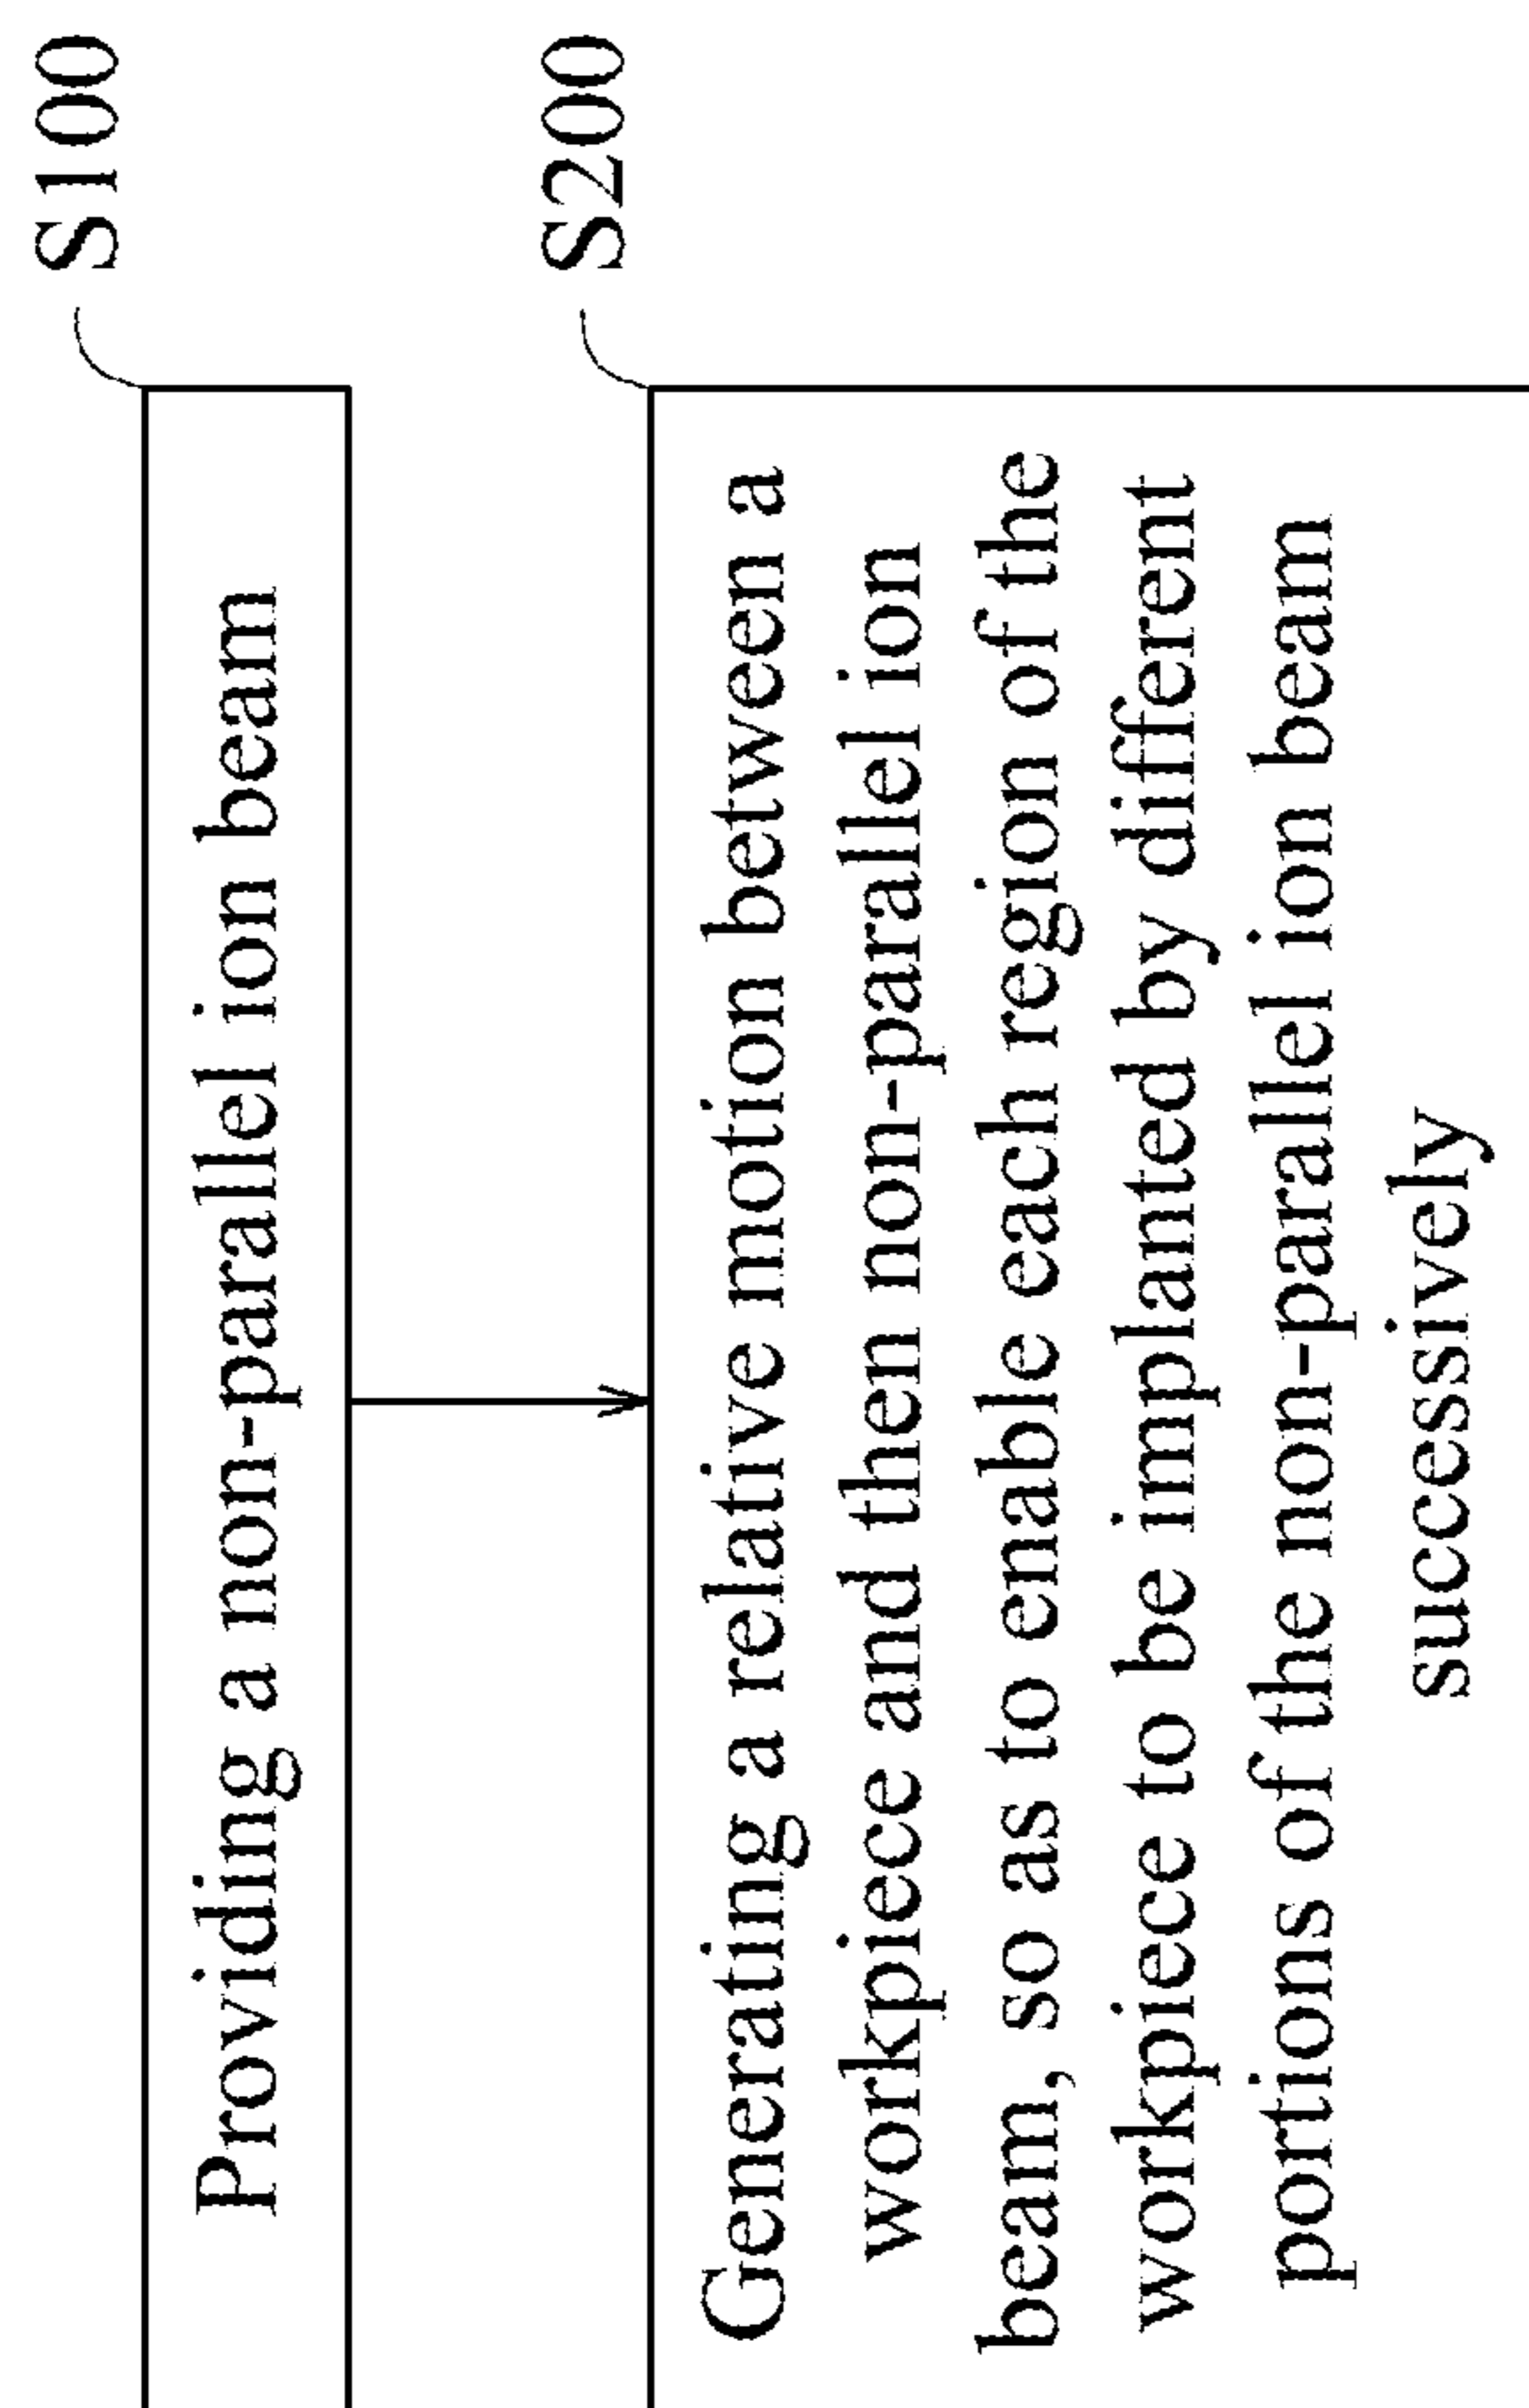 S100
Providing a non-parallel ion beam
S200
Generating a relative motion between a
workpiece and then non-parallel ion
beam, so as to enable each region of the
workpiece to be implanted by different
portions of the non-parallel ion beam
successively